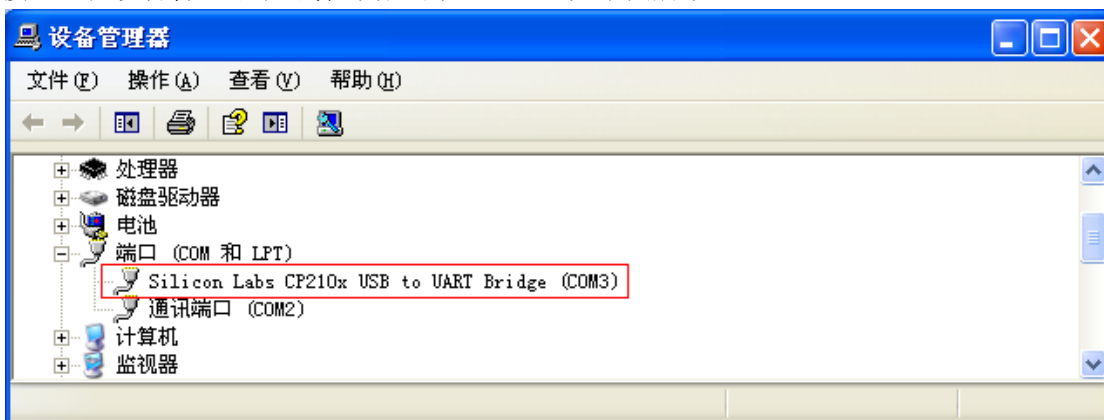 设备管理器
文件(F) 操作(A) 查看(V) 帮助(H)
处理器
磁盘驱动器
电池
端口 (COM 和 LPT)
Silicon Labs CP210x USB to UART Bridge (COM3)
通讯端口 (COM2)
计算机
监视器